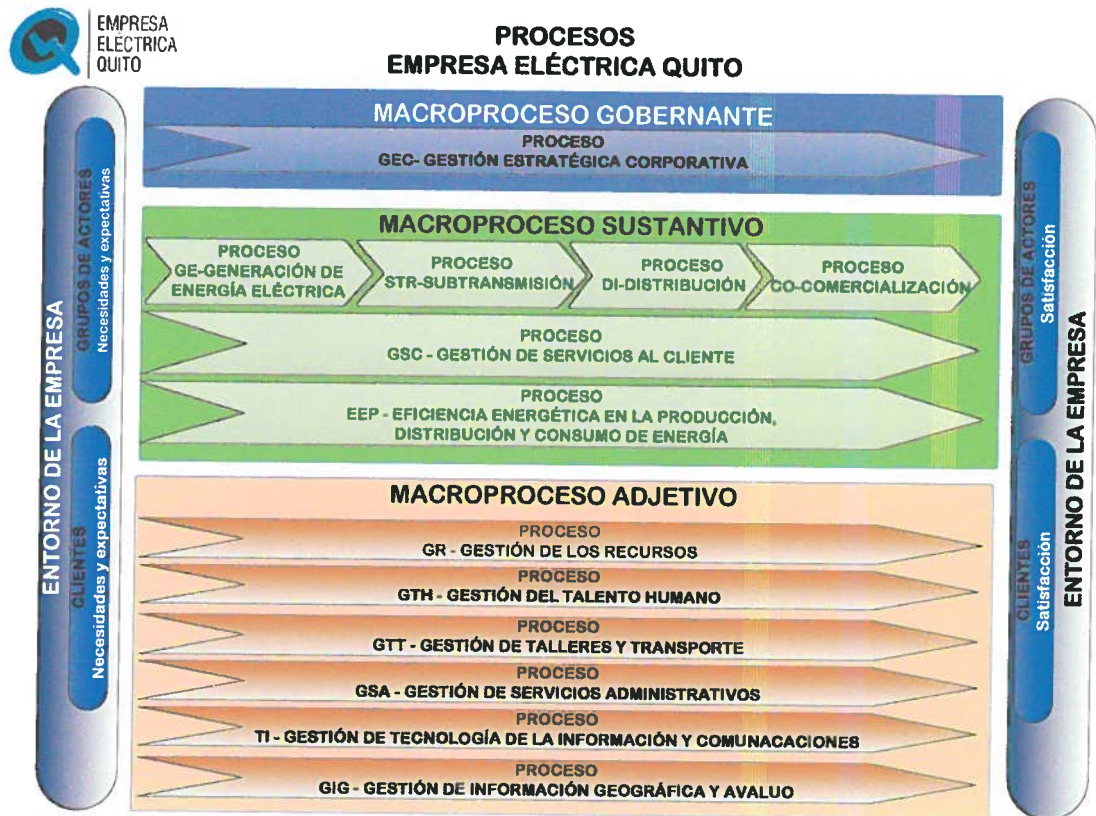 EMPRESA
ELÉCTRICA
QUITO
PROCESOS
EMPRESA ELÉCTRICA QUITO
ENTORNO DE LA EMPRESA
GRUPOS DE ACTORES
Necesidades y expectativas
CLIENTES
Necesidades y expectativas
MACROPROCESO GOBERNANTE
PROCESO
GEC- GESTIÓN ESTRATÉGICA CORPORATIVA
MACROPROCESO SUSTANTIVO
PROCESO
GE-GENERACIÓN DE
ENERGÍA ELÉCTRICA
PROCESO
STR-SUBTRANSMISIÓN
PROCESO
DI-DISTRIBUCIÓN
PROCESO
CO-COMERCIALIZACIÓN
PROCESO
GSC - GESTIÓN DE SERVICIOS AL CLIENTE
PROCESO
EEP - EFICIENCIA ENERGÉTICA EN LA PRODUCCIÓN,
DISTRIBUCIÓN Y CONSUMO DE ENERGÍA
MACROPROCESO ADJETIVO
PROCESO
GR - GESTIÓN DE LOS RECURSOS
PROCESO
GTH - GESTIÓN DEL TALENTO HUMANO
PROCESO
GTT - GESTIÓN DE TALLERES Y TRANSPORTE
PROCESO
GSA - GESTIÓN DE SERVICIOS ADMINISTRATIVOS
PROCESO
TI - GESTIÓN DE TECNOLOGÍA DE LA INFORMACIÓN Y COMUNACACIONES
PROCESO
GIG - GESTIÓN DE INFORMACIÓN GEOGRÁFICA Y AVALUO
GRUPOS DE ACTORES
Satisfacción
CLIENTES
Satisfacción
ENTORNO DE LA EMPRESA